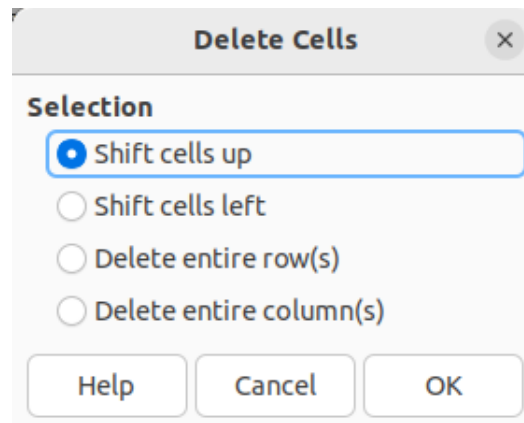 Delete Cells
Selection
Shift cells up
Shift cells left
Delete entire row(s)
Delete entire column(s)
Help Cancel OK